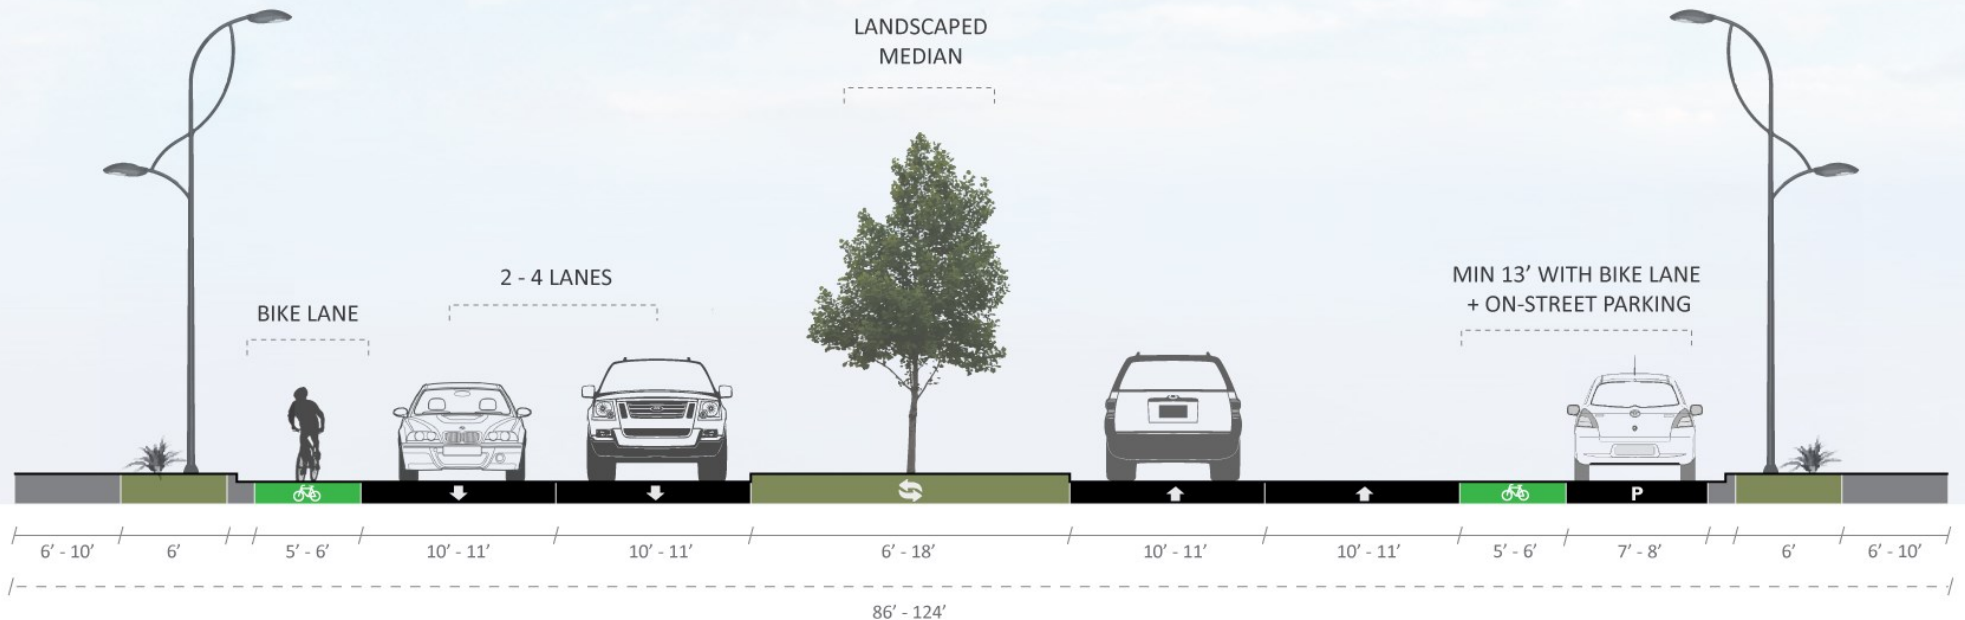 LANDSCAPED
MEDIAN
2 - 4 LANES
BIKE LANE
MIN 13’ WITH BIKE LANE
+ ON-STREET PARKING
P
6’ - 10’
6’
5’ - 6’
10’ - 11’
10’ - 11’
6’ - 18’
10’ - 11’
10’ - 11’
5’ - 6’
7’ - 8’
6’
6’ - 10’
86’ - 124’